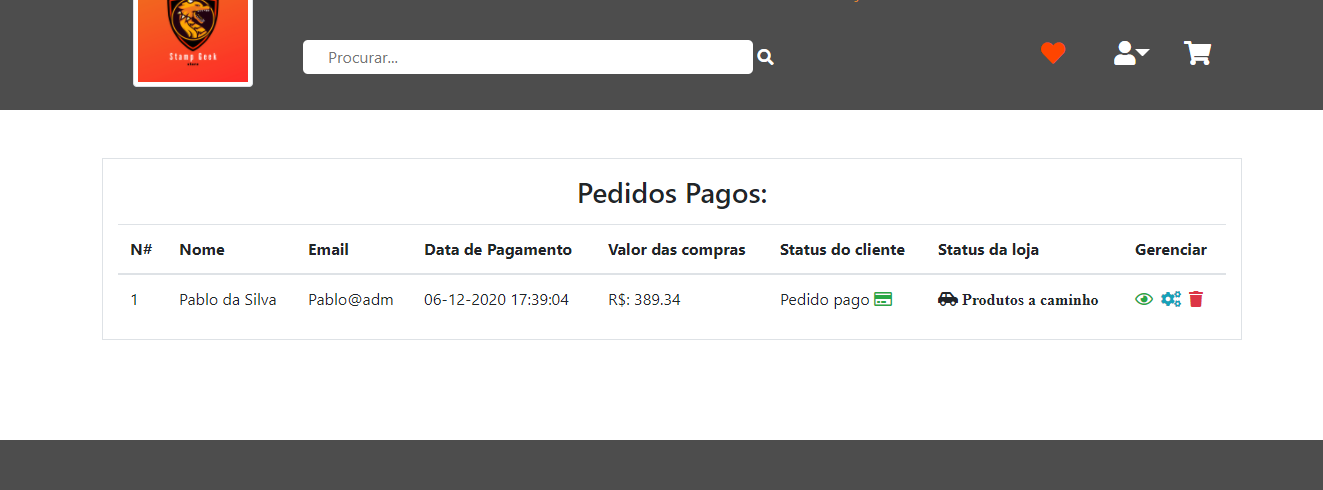 Stamp Geek
Procurar...
Pedidos Pagos:
N# Nome Email Data de Pagamento Valor das compras Status do cliente Status da loja Gerenciar
1 Pablo da Silva Pablo@adm 06-12-2020 17:39:04 R$: 389.34 Pedido pago Produtos a caminho